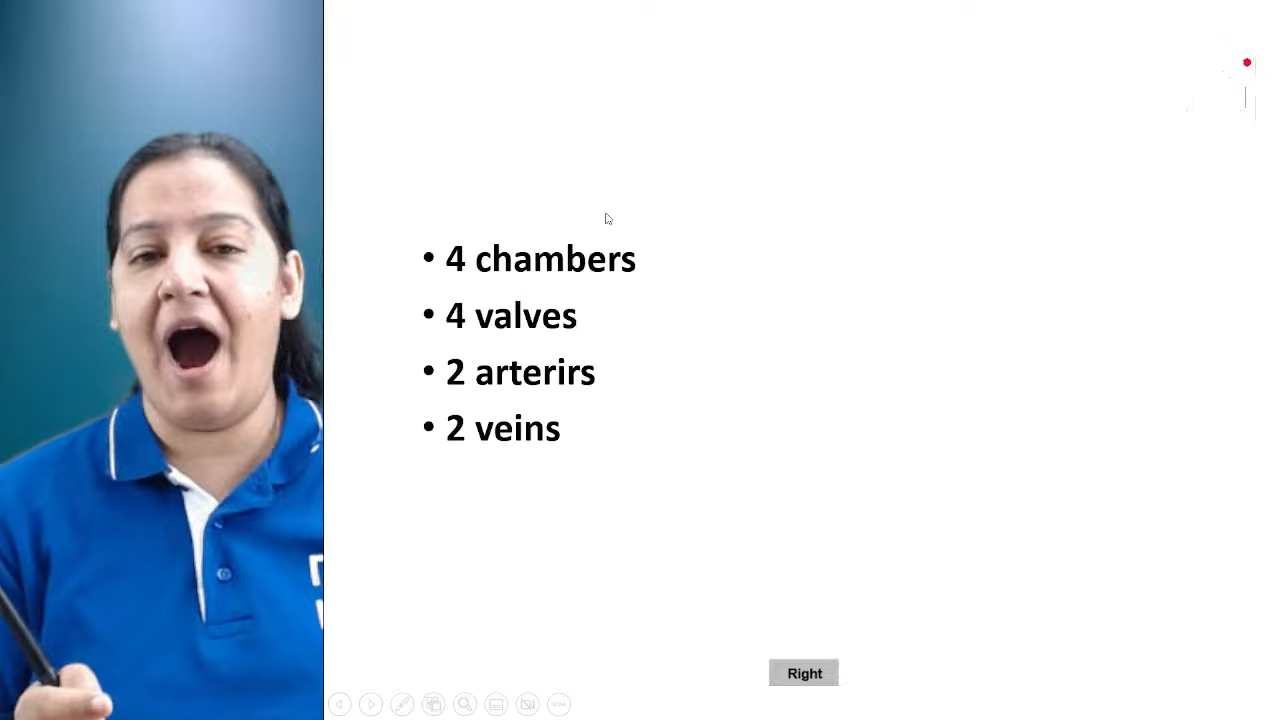 • 4 chambers
• 4 valves
• 2 arterirs
• 2 veins
Right